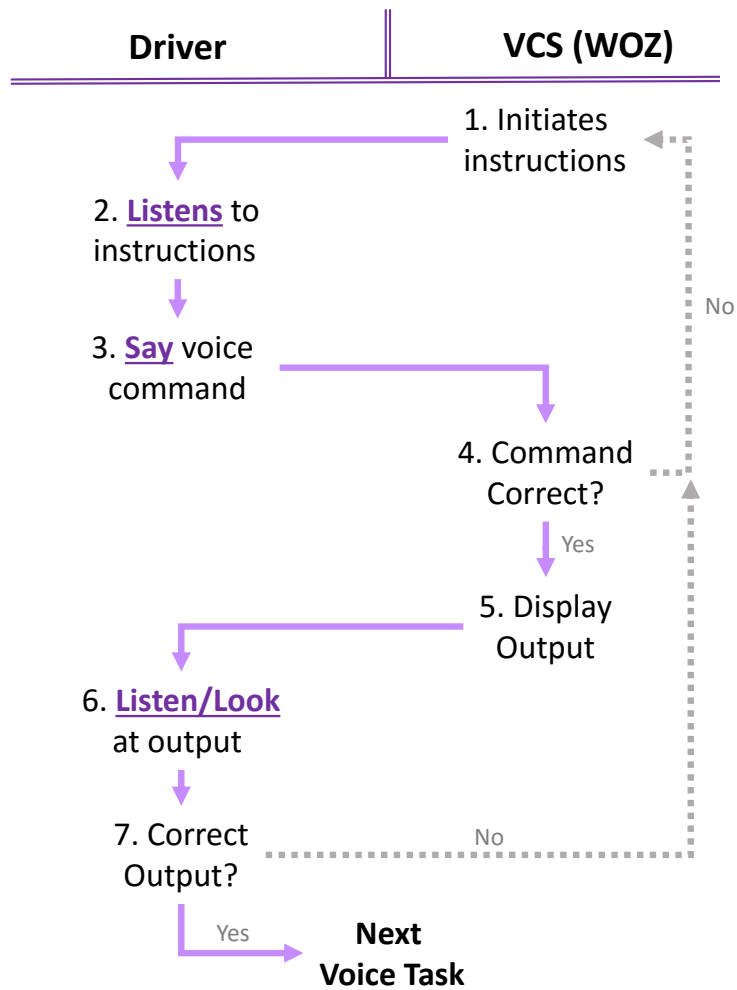 Driver
VCS (WOZ)
1. Initiates
instructions
2. Listens to
instructions
No
3. Say voice
command
4. Command
Correct?
Yes
5. Display
Output
6. Listen/Look
at output
7. Correct
Output?
No
Yes
Next
Voice Task